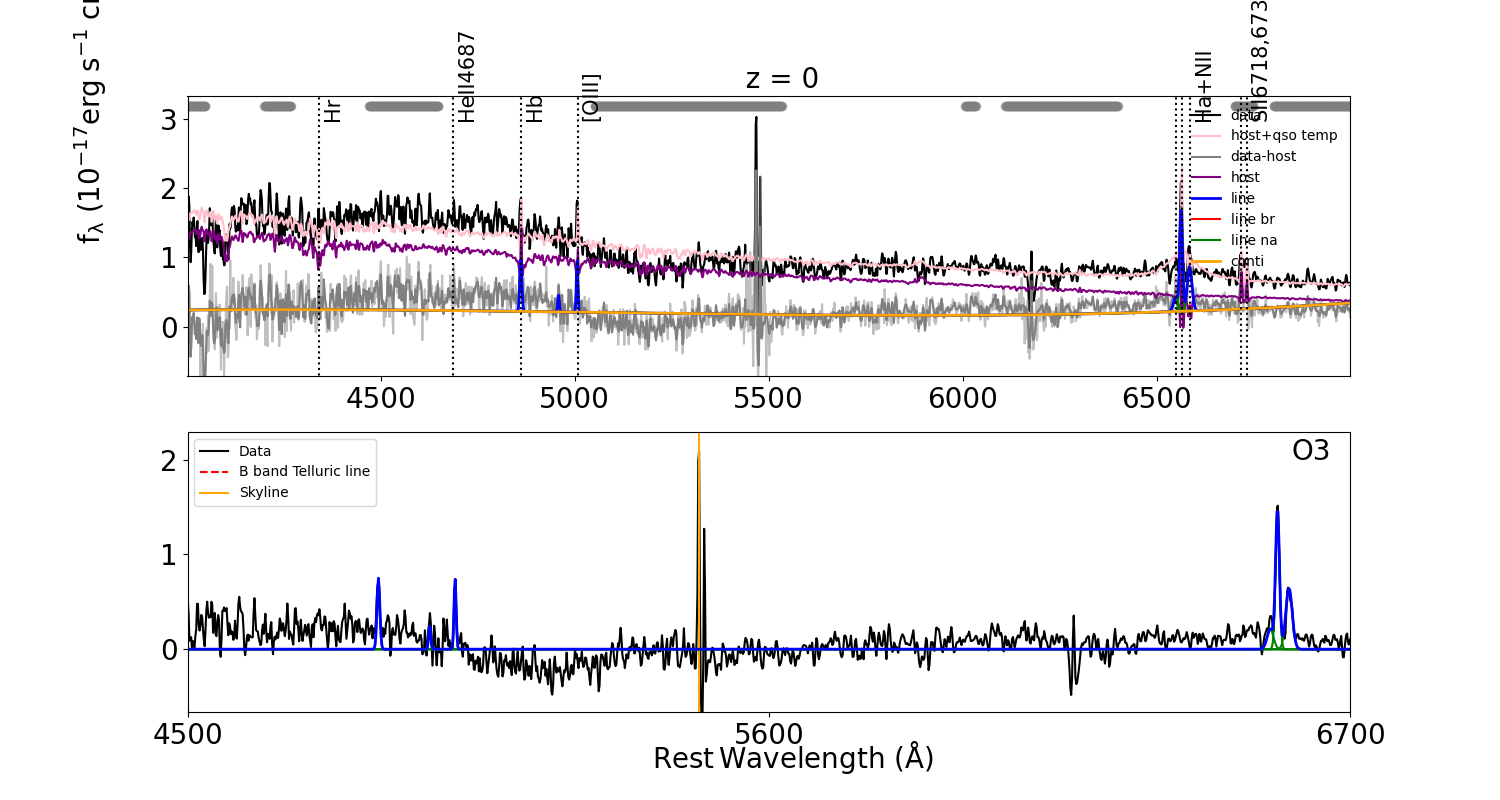 z = 0
fλ (10−17erg s−1 cm
Hr
HeII4687
Hb
[OIII]
Ha+NII
SII6718,673
3
2
1
0
data
host+qso temp
data-host
host
line
line br
line na
conti
4500 5000 5500 6000 6500
Data
B band Telluric line
Skyline
O3
2
1
0
4500 5600 6700
Rest Wavelength (Å)